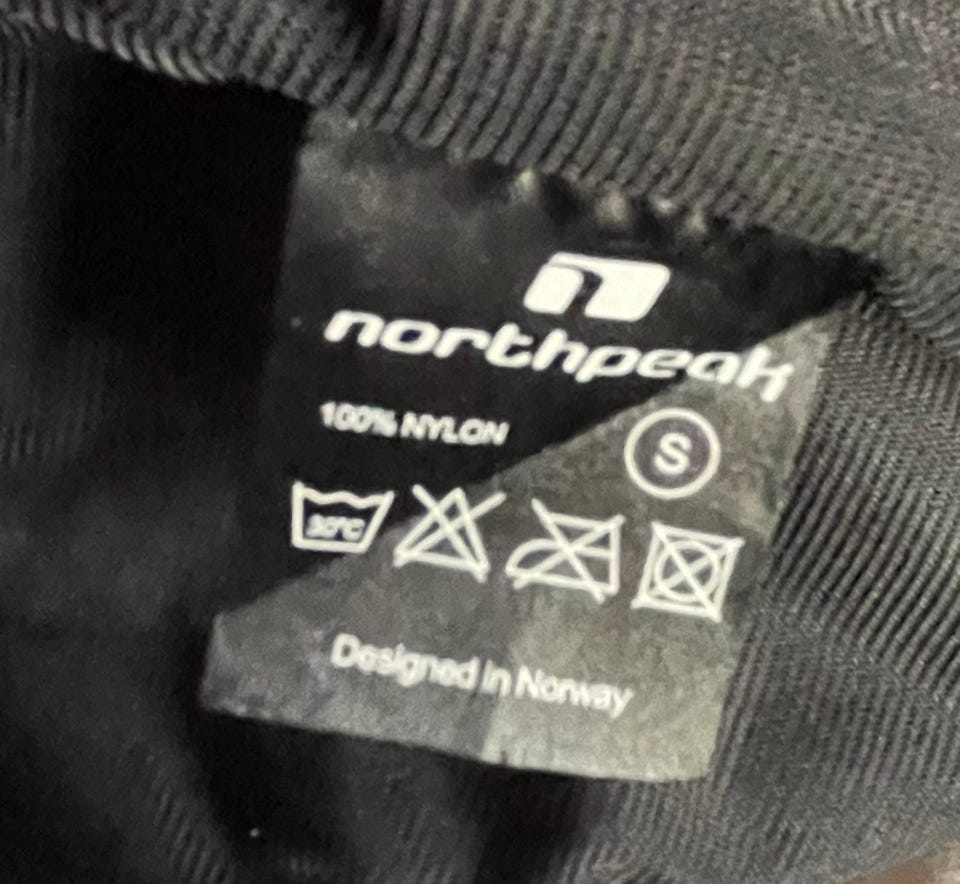 northpeak
100% NYLON
S
30°C
Designed in Norway